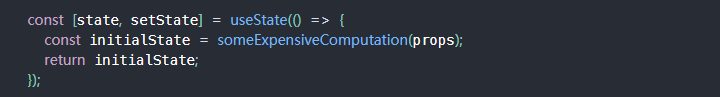 const [state, setState] = useState(() => {
  const initialState = someExpensiveComputation(props);
  return initialState;
});